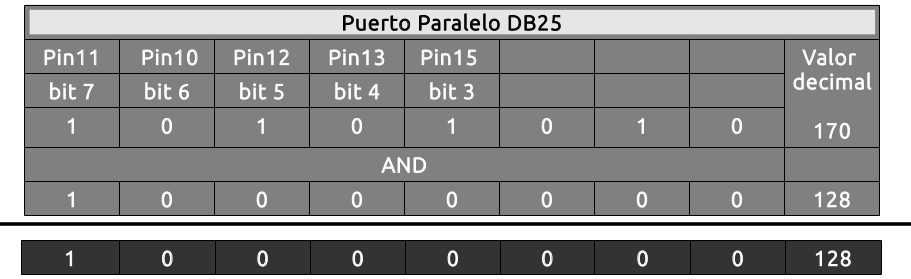 Puerto Paralelo DB25
Pin11 Pin10 Pin12 Pin13 Pin15 Valor
bit 7 bit 6 bit 5 bit 4 bit 3 decimal
1 0 1 0 1 0 1 0 170
AND
1 0 0 0 0 0 0 0 128
1 0 0 0 0 0 0 0 128